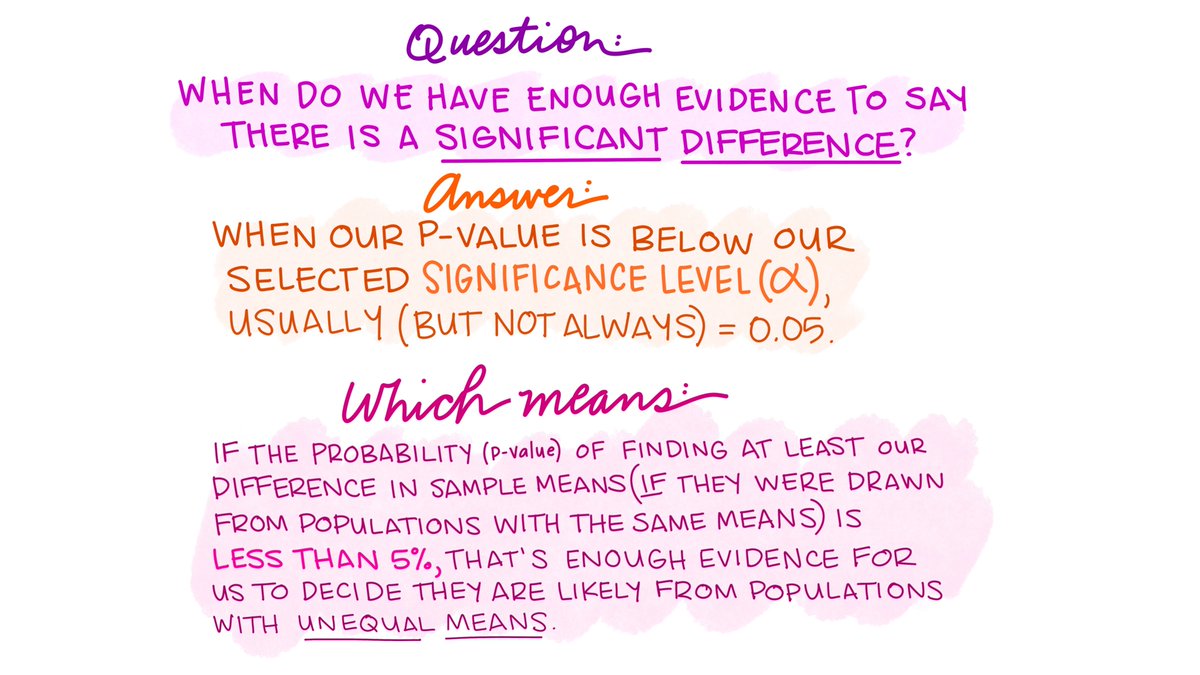 Question:
WHEN DO WE HAVE ENOUGH EVIDENCE TO SAY
THERE IS A SIGNIFICANT DIFFERENCE?
Answer:
WHEN OUR P-VALUE IS BELOW OUR
SELECTED SIGNIFICANCE LEVEL (α),
USUALLY (BUT NOT ALWAYS) = 0.05.
Which means:
IF THE PROBABILITY (p-value) OF FINDING AT LEAST OUR
DIFFERENCE IN SAMPLE MEANS (IF THEY WERE DRAWN
FROM POPULATIONS WITH THE SAME MEANS) IS
LESS THAN 5%, THAT'S ENOUGH EVIDENCE FOR
US TO DECIDE THEY ARE LIKELY FROM POPULATIONS
WITH UNEQUAL MEANS.